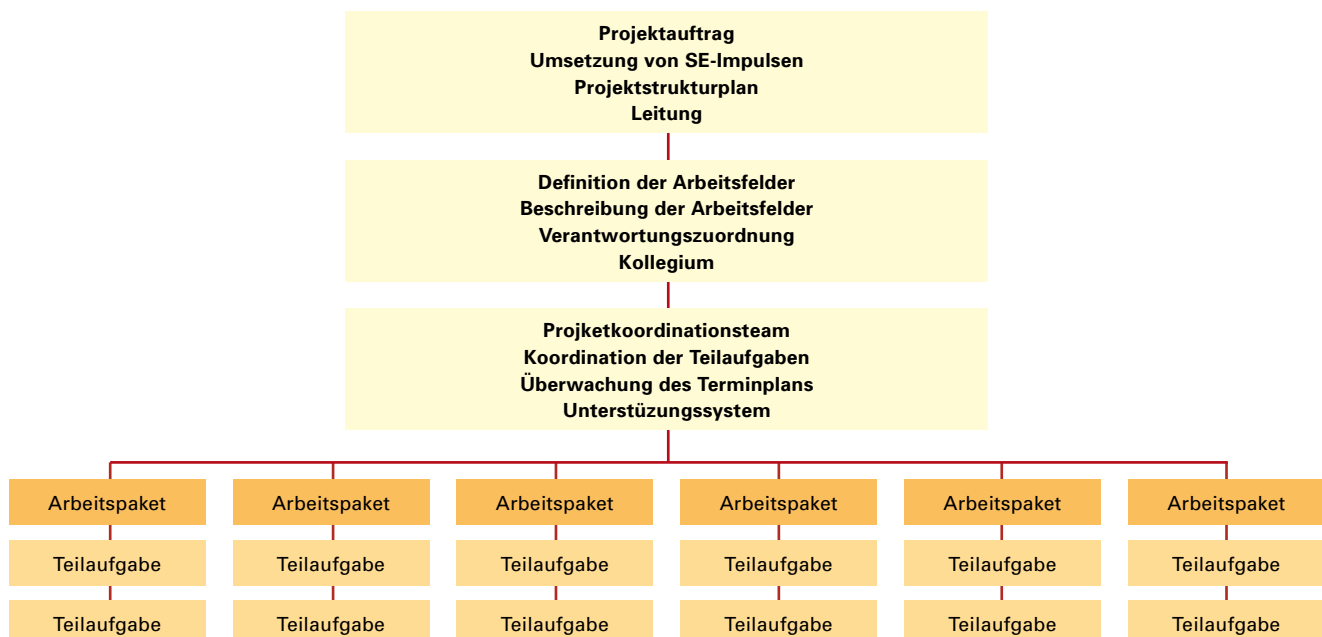 Projektauftrag
Umsetzung von SE-Impulsen
Projektstrukturplan
Leitung
Definition der Arbeitsfelder
Beschreibung der Arbeitsfelder
Verantwortungszuordnung
Kollegium
Projketkoordinationsteam
Koordination der Teilaufgaben
Überwachung des Terminplans
Unterstüzungssystem
Arbeitspaket Arbeitspaket Arbeitspaket Arbeitspaket Arbeitspaket Arbeitspaket
Teilaufgabe Teilaufgabe Teilaufgabe Teilaufgabe Teilaufgabe Teilaufgabe
Teilaufgabe Teilaufgabe Teilaufgabe Teilaufgabe Teilaufgabe Teilaufgabe